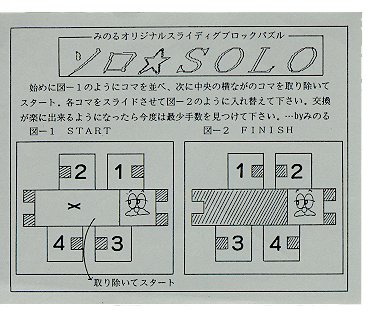 みのるオリジナルスライディグブロックパズル
ソロ☆SOLO
始めに図ー1のようにコマを並べ、次に中央の横ながのコマを取り除いて
スタート。各コマをスライドさせて図ー2のように入れ替えて下さい。交換
が楽に出来るようになったら今度は最少手数を見つけて下さい。…byみのる
図ー1 START 図ー2 FINISH
2 1 1 2
4 3 3 4
取り除いてスタート